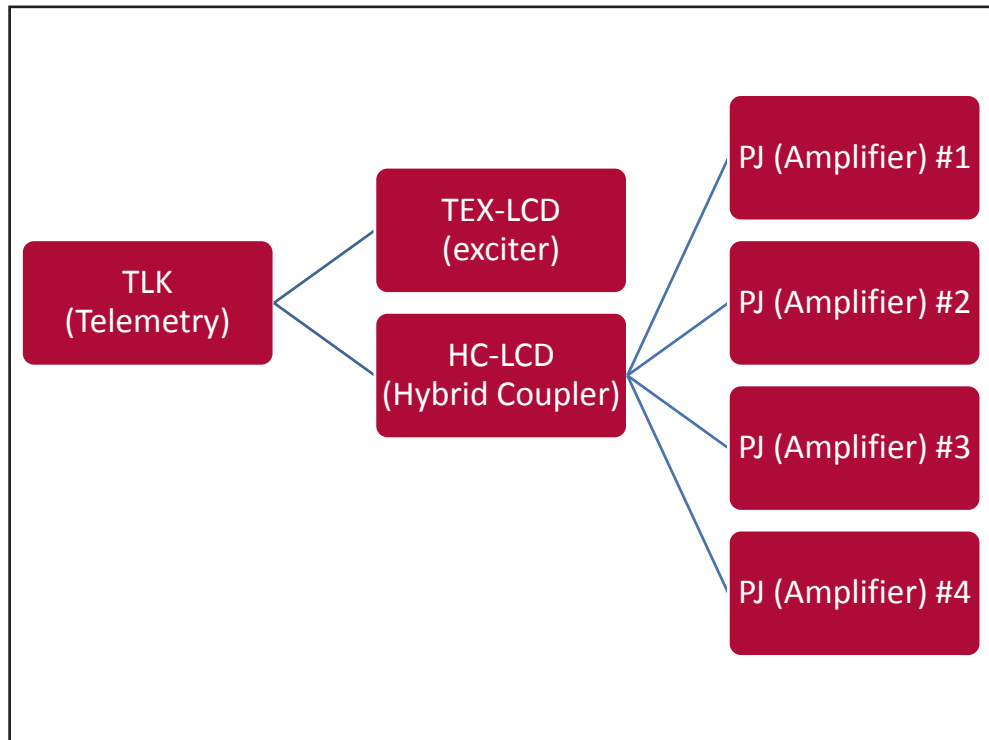 TLK
(Telemetry)
TEX-LCD
(exciter)
HC-LCD
(Hybrid Coupler)
PJ (Amplifier) #1
PJ (Amplifier) #2
PJ (Amplifier) #3
PJ (Amplifier) #4